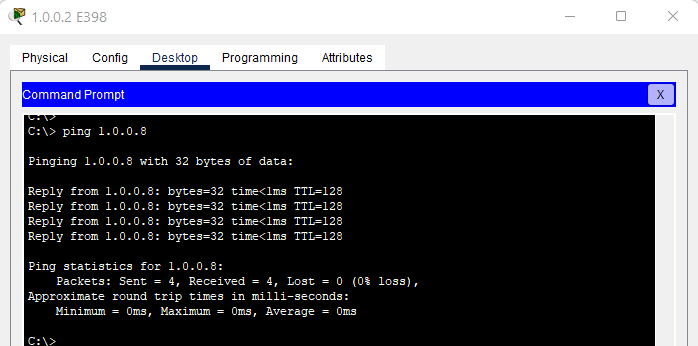 1.0.0.2 E398
Physical Config Desktop Programming Attributes
Command Prompt X
C:\>
C:\> ping 1.0.0.8
Pinging 1.0.0.8 with 32 bytes of data:
Reply from 1.0.0.8: bytes=32 time<1ms TTL=128
Reply from 1.0.0.8: bytes=32 time<1ms TTL=128
Reply from 1.0.0.8: bytes=32 time<1ms TTL=128
Reply from 1.0.0.8: bytes=32 time<1ms TTL=128
Ping statistics for 1.0.0.8:
Packets: Sent = 4, Received = 4, Lost = 0 (0% loss),
Approximate round trip times in milli-seconds:
Minimum = 0ms, Maximum = 0ms, Average = 0ms
C:\>